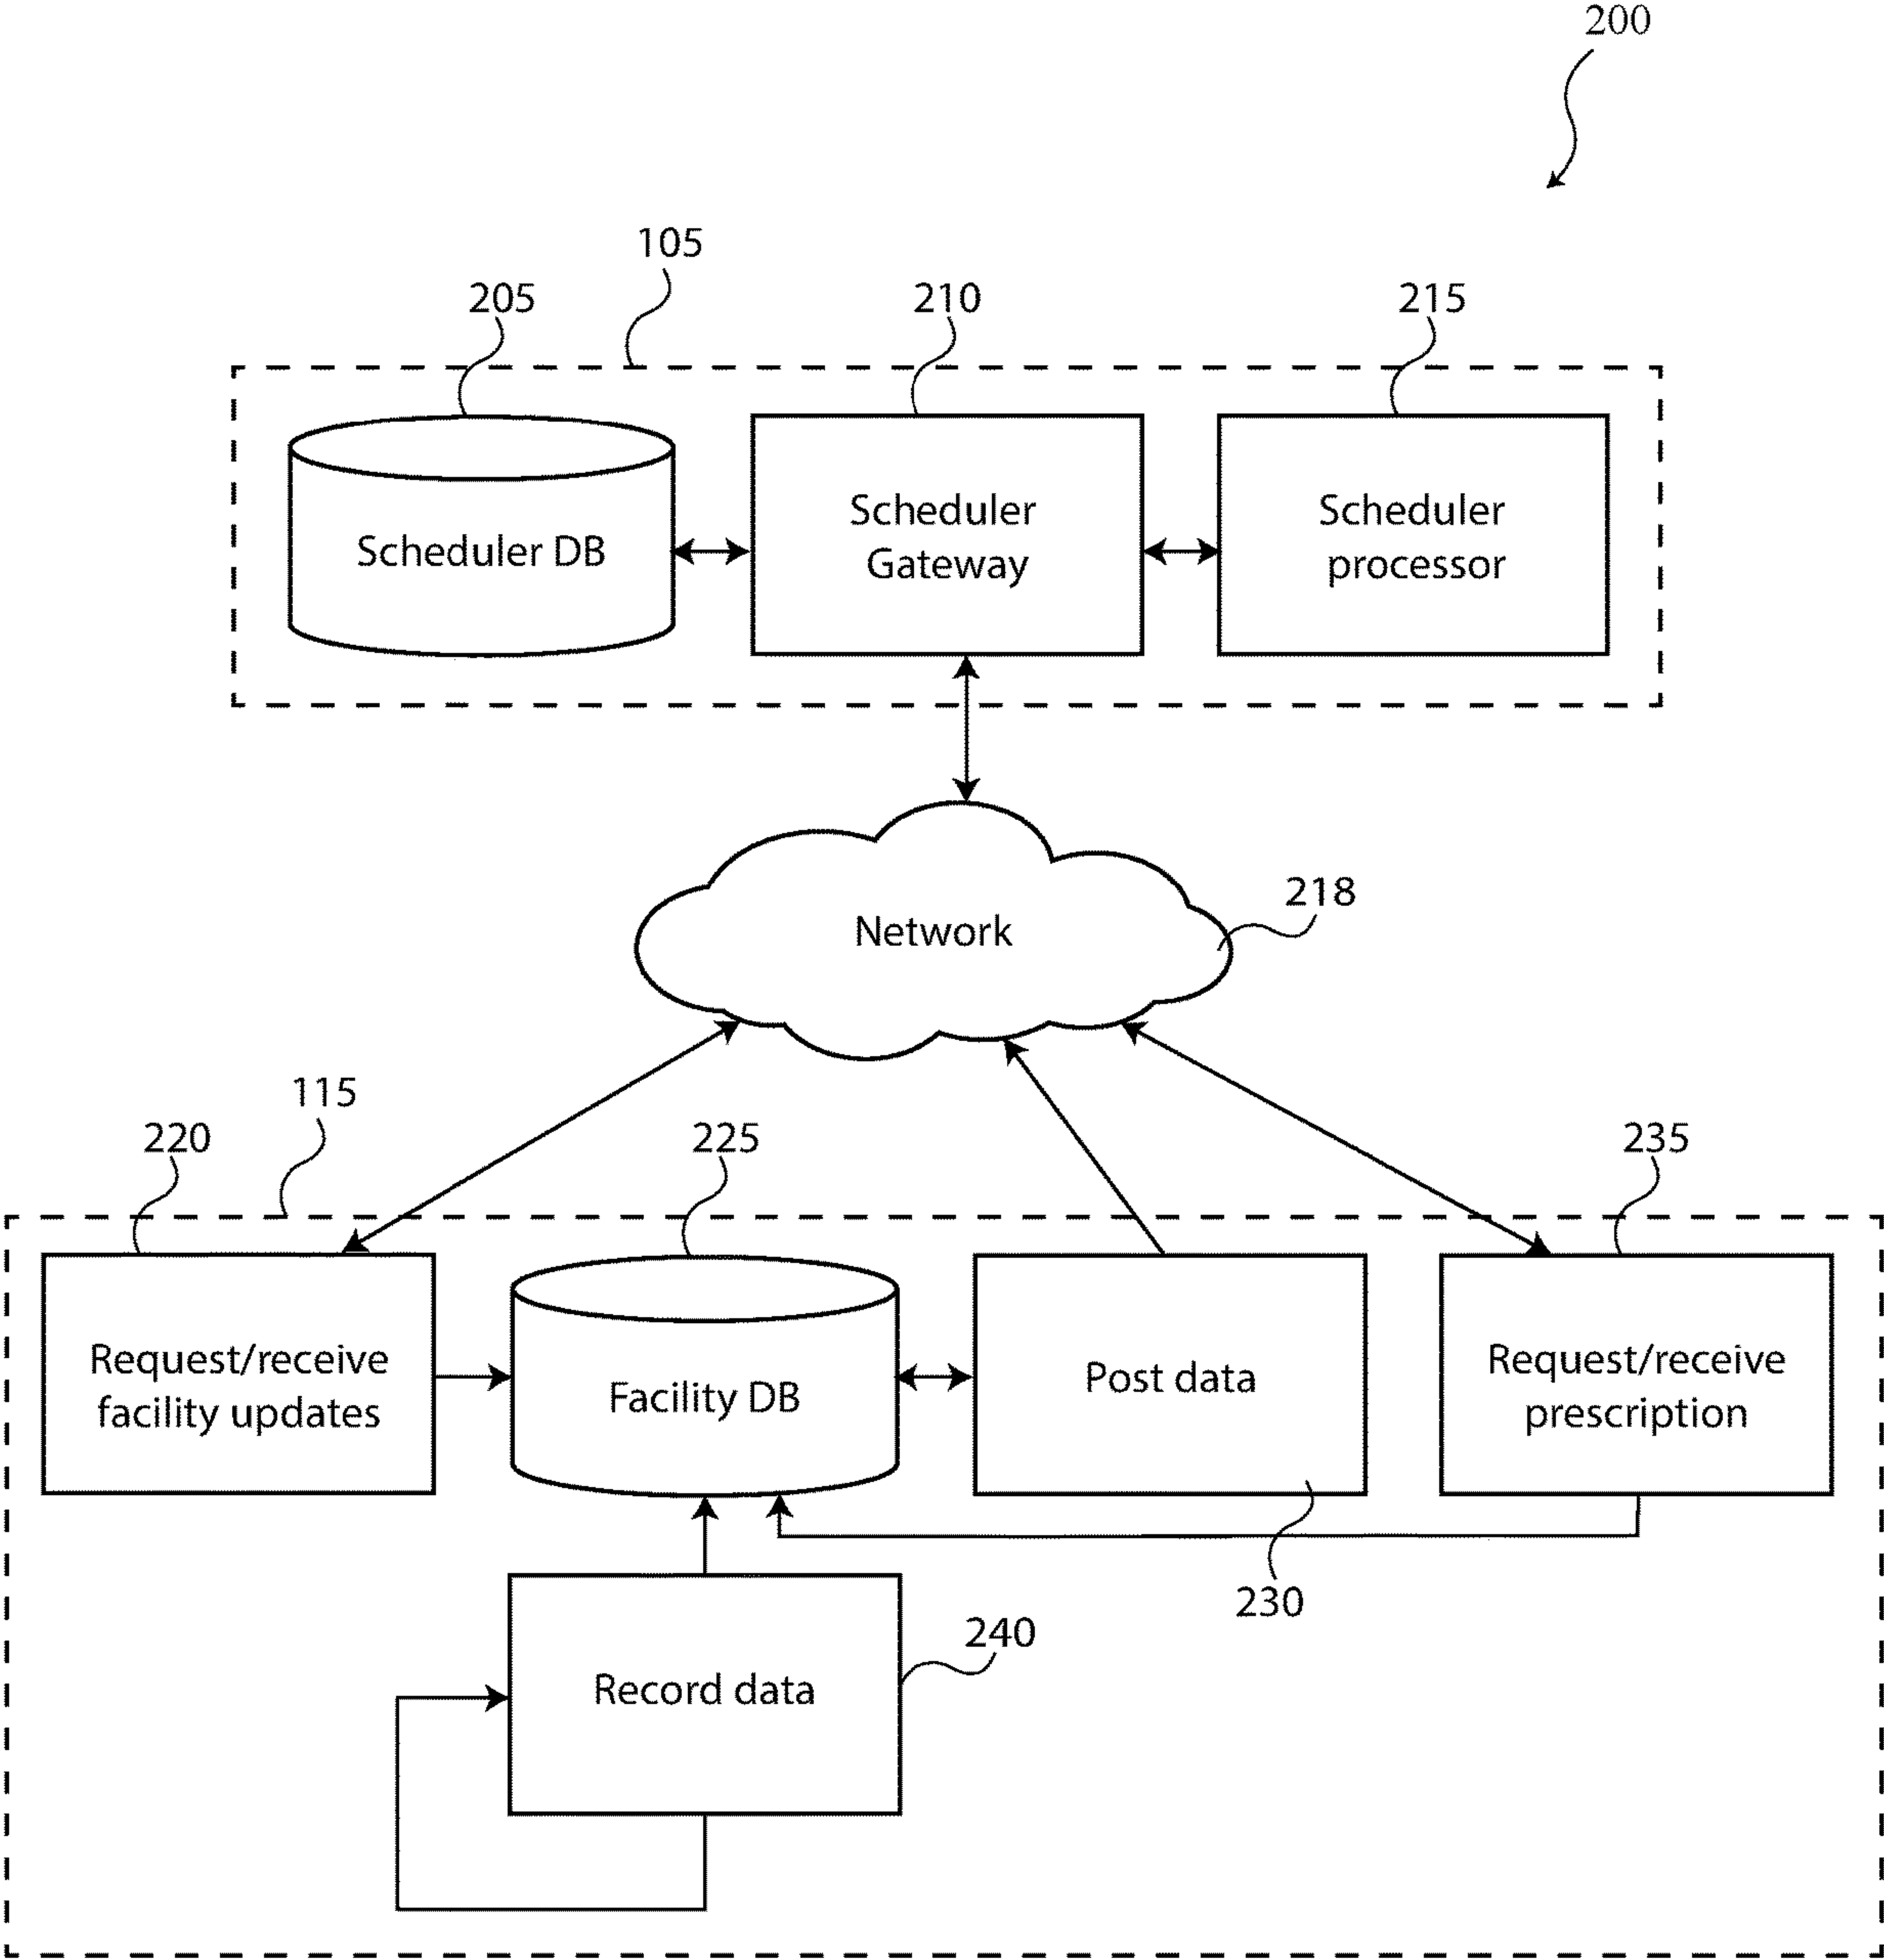 200
105
205
210
215
Scheduler DB
Scheduler
Gateway
Scheduler
processor
Network
218
115
220
225
235
Request/receive
facility updates
Facility DB
Post data
Request/receive
prescription
230
240
Record data